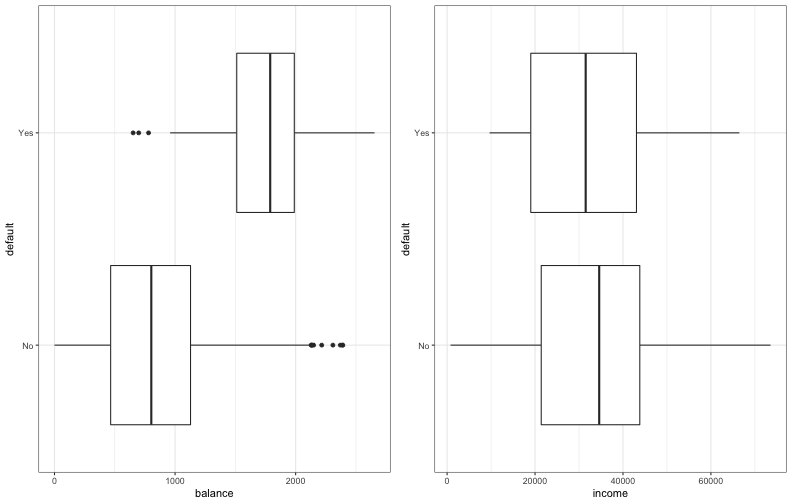 default
Yes
No
0
1000
2000
balance
default
Yes
No
0
20000
40000
60000
income